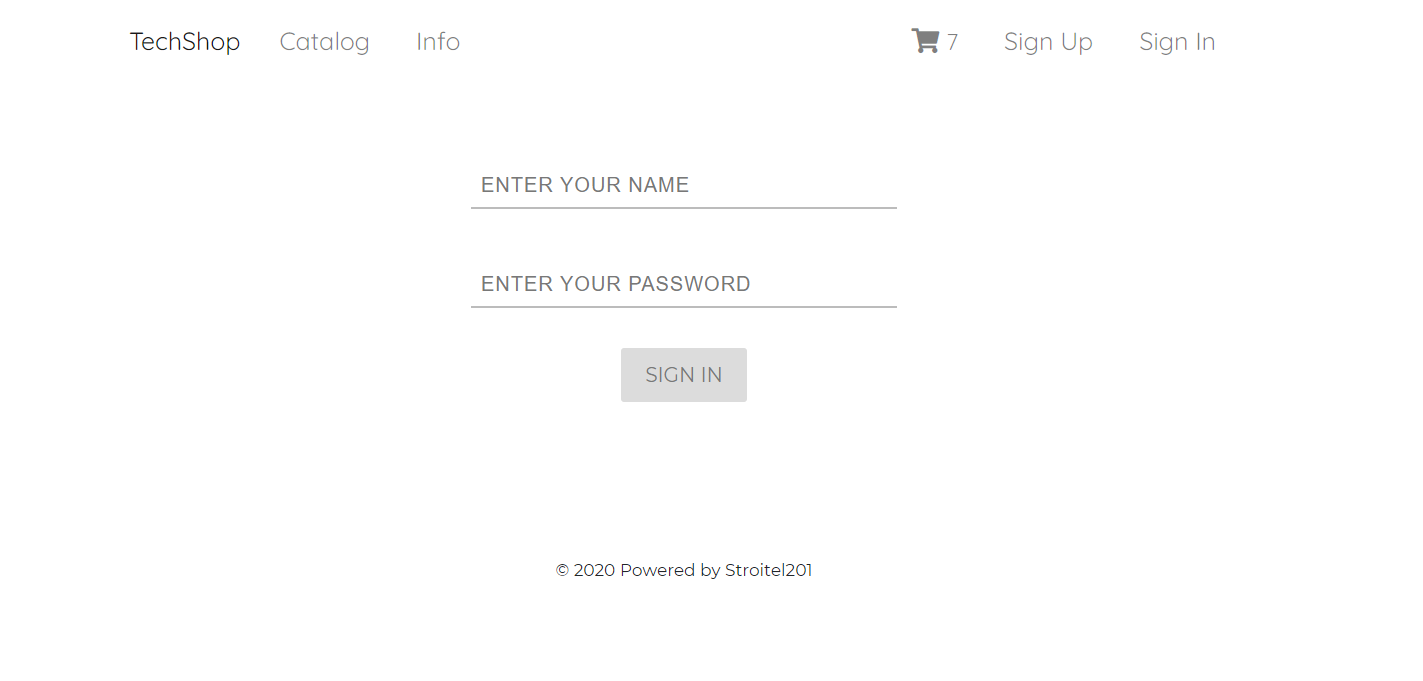 TechShop Catalog Info 7 Sign Up Sign In
ENTER YOUR NAME
ENTER YOUR PASSWORD
SIGN IN
© 2020 Powered by Stroitel201